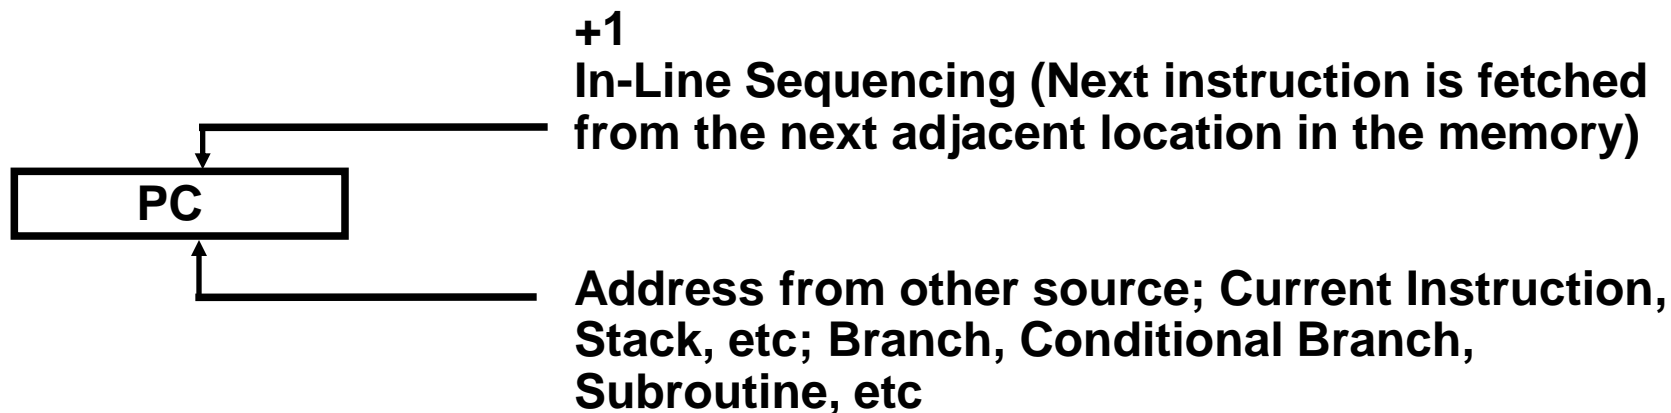 +1
In-Line Sequencing (Next instruction is fetched
from the next adjacent location in the memory)
PC
Address from other source; Current Instruction,
Stack, etc; Branch, Conditional Branch,
Subroutine, etc